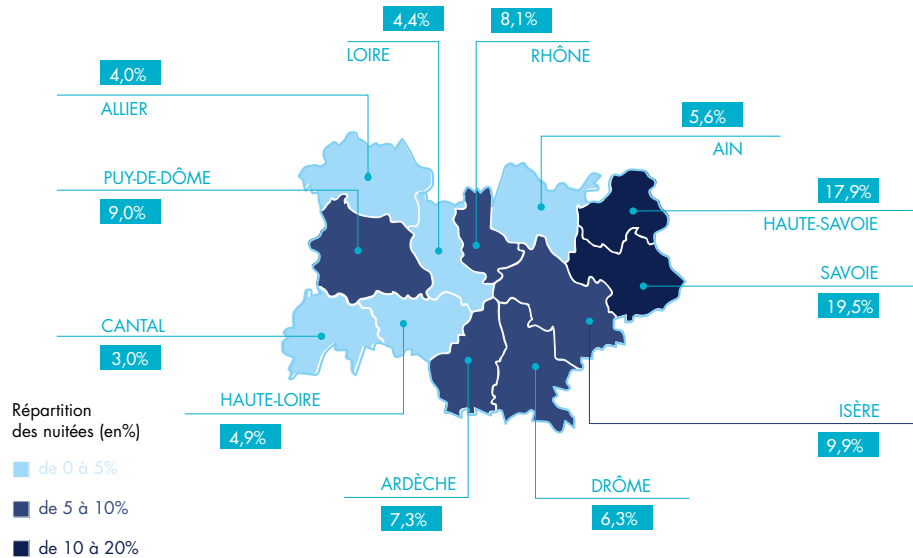 4,4%
LOIRE
8,1%
RHÔNE
4,0%
ALLIER
5,6%
AIN
PUY-DE-DÔME
9,0%
17,9%
HAUTE-SAVOIE
SAVOIE
19,5%
CANTAL
3,0%
HAUTE-LOIRE
4,9%
ISÈRE
9,9%
ARDÈCHE
7,3%
DRÔME
6,3%
Répartition
des nuitées (en%)
de 0 à 5%
de 5 à 10%
de 10 à 20%